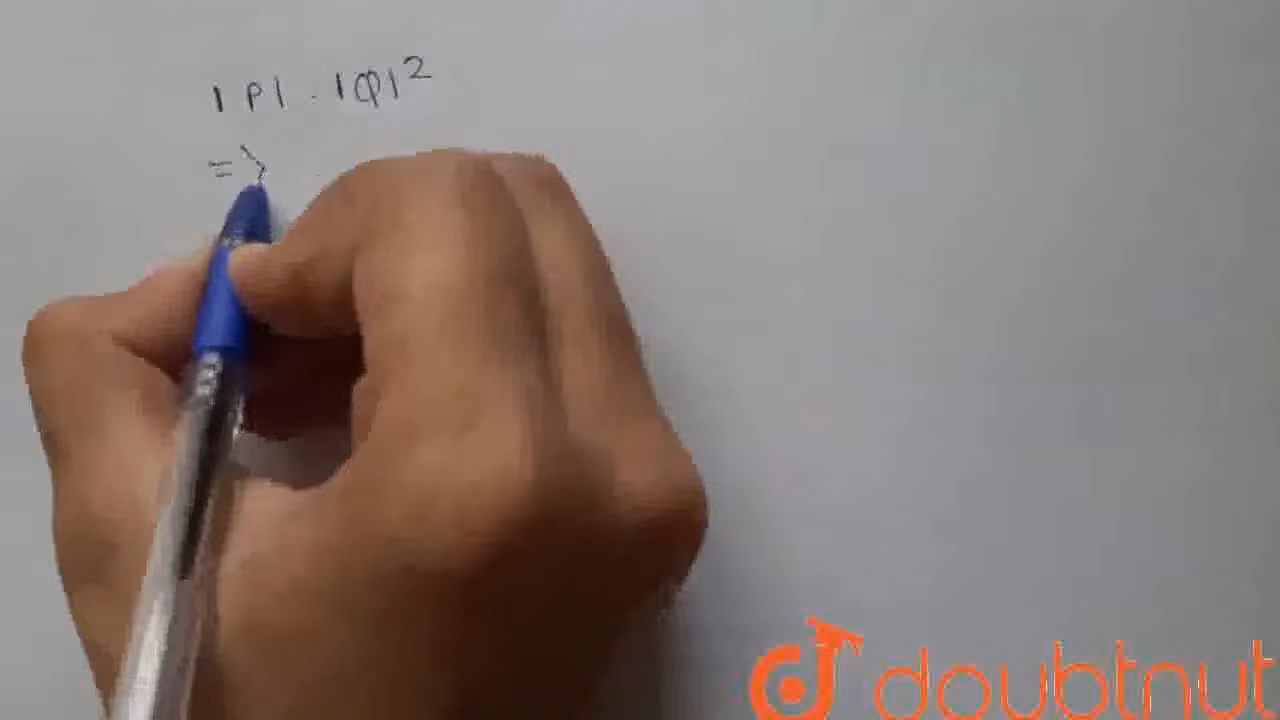 |P| . |φ|²
=>
doubtnut